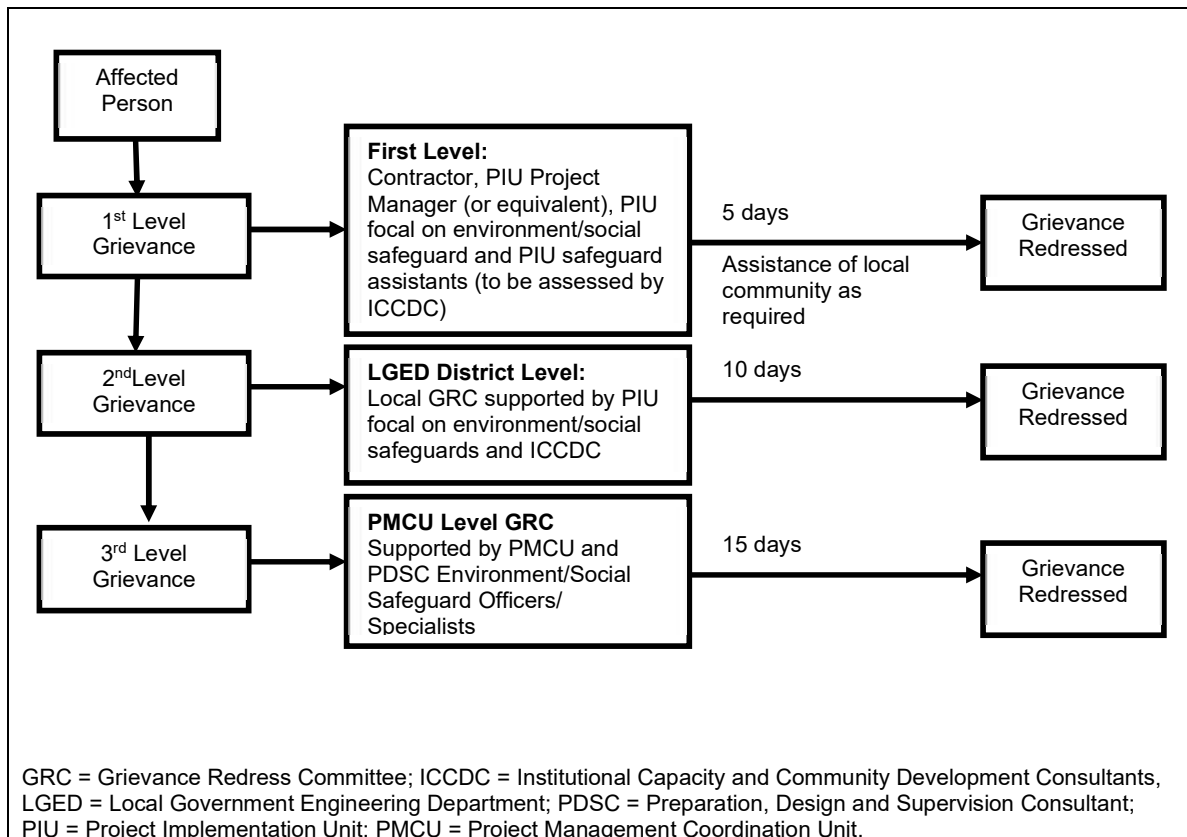 Affected
Person
1st Level
Grievance
First Level:
Contractor, PIU Project
Manager (or equivalent), PIU
focal on environment/social
safeguard and PIU safeguard
assistants (to be assessed by
ICCDC)
5 days
Assistance of local
community as
required
Grievance
Redressed
2ndLevel
Grievance
LGED District Level:
Local GRC supported by PIU
focal on environment/social
safeguards and ICCDC
10 days
Grievance
Redressed
3rd Level
Grievance
PMCU Level GRC
Supported by PMCU and
PDSC Environment/Social
Safeguard Officers/
Specialists
15 days
Grievance
Redressed
GRC = Grievance Redress Committee; ICCDC = Institutional Capacity and Community Development Consultants,
LGED = Local Government Engineering Department; PDSC = Preparation, Design and Supervision Consultant;
PIU = Project Implementation Unit; PMCU = Project Management Coordination Unit.